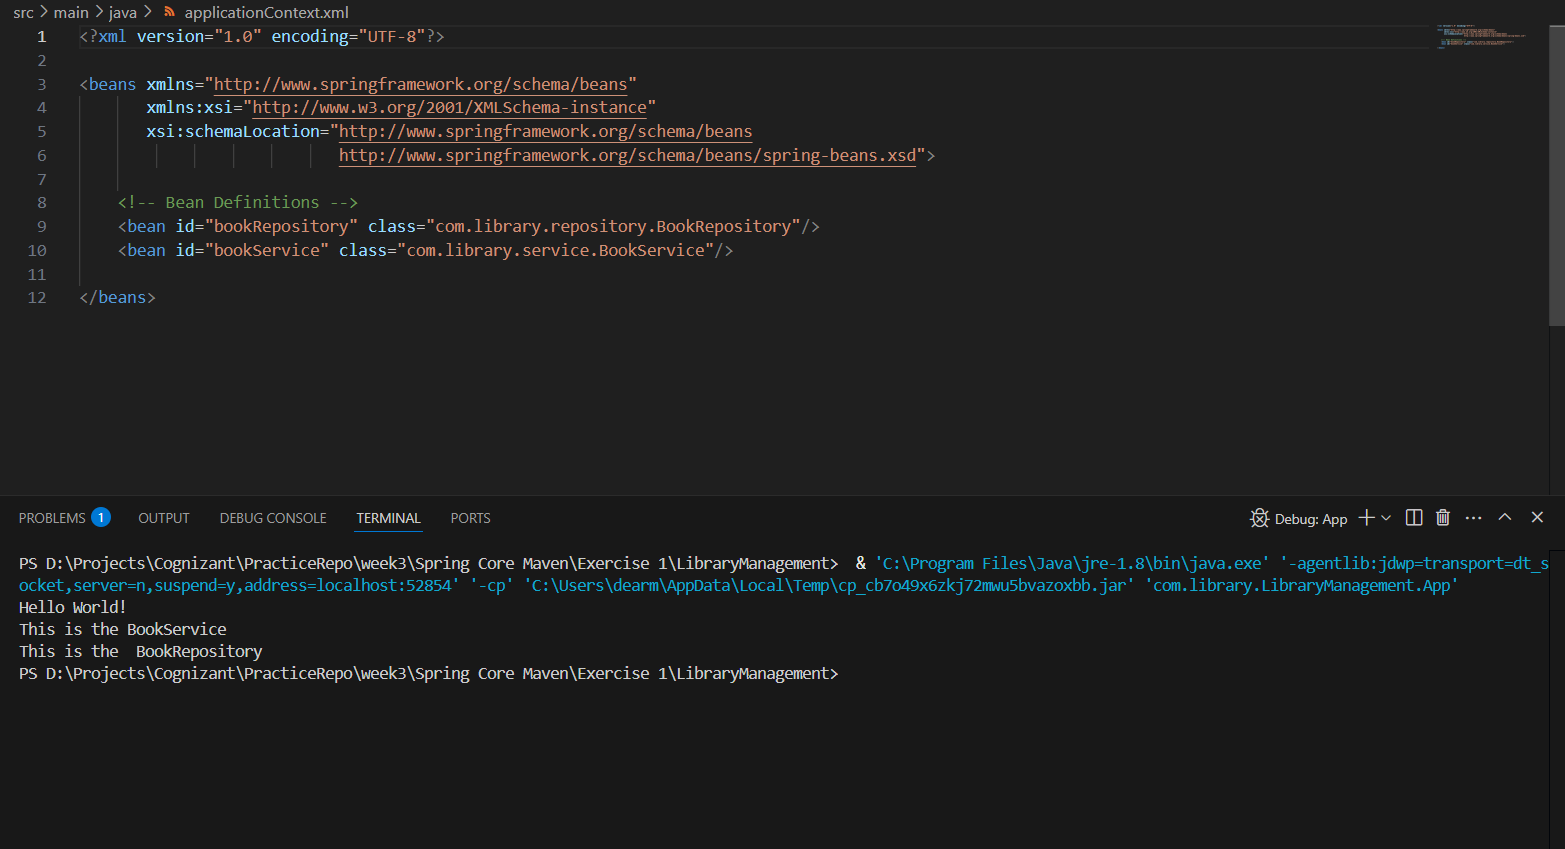 src > main > java > applicationContext.xml
1 <?xml version="1.0" encoding="UTF-8"?>
2
3 <beans xmlns="http://www.springframework.org/schema/beans"
4 xmlns:xsi="http://www.w3.org/2001/XMLSchema-instance"
5 xsi:schemaLocation="http://www.springframework.org/schema/beans
6 http://www.springframework.org/schema/beans/spring-beans.xsd">
7
8 <!-- Bean Definitions -->
9 <bean id="bookRepository" class="com.library.repository.BookRepository"/>
10 <bean id="bookService" class="com.library.service.BookService"/>
11
12 </beans>
PROBLEMS 1 OUTPUT DEBUG CONSOLE TERMINAL PORTS Debug: App
PS D:\Projects\Cognizant\PracticeRepo\week3\Spring Core Maven\Exercise 1\LibraryManagement>  & 'C:\Program Files\Java\jre-1.8\bin\java.exe' '-agentlib:jdwp=transport=dt_s
ocket,server=n,suspend=y,address=localhost:52854' '-cp' 'C:\Users\dearm\AppData\Local\Temp\cp_cb7o49x6zkj72mwu5bvazoxbb.jar' 'com.library.LibraryManagement.App'
Hello World!
This is the BookService
This is the  BookRepository
PS D:\Projects\Cognizant\PracticeRepo\week3\Spring Core Maven\Exercise 1\LibraryManagement>